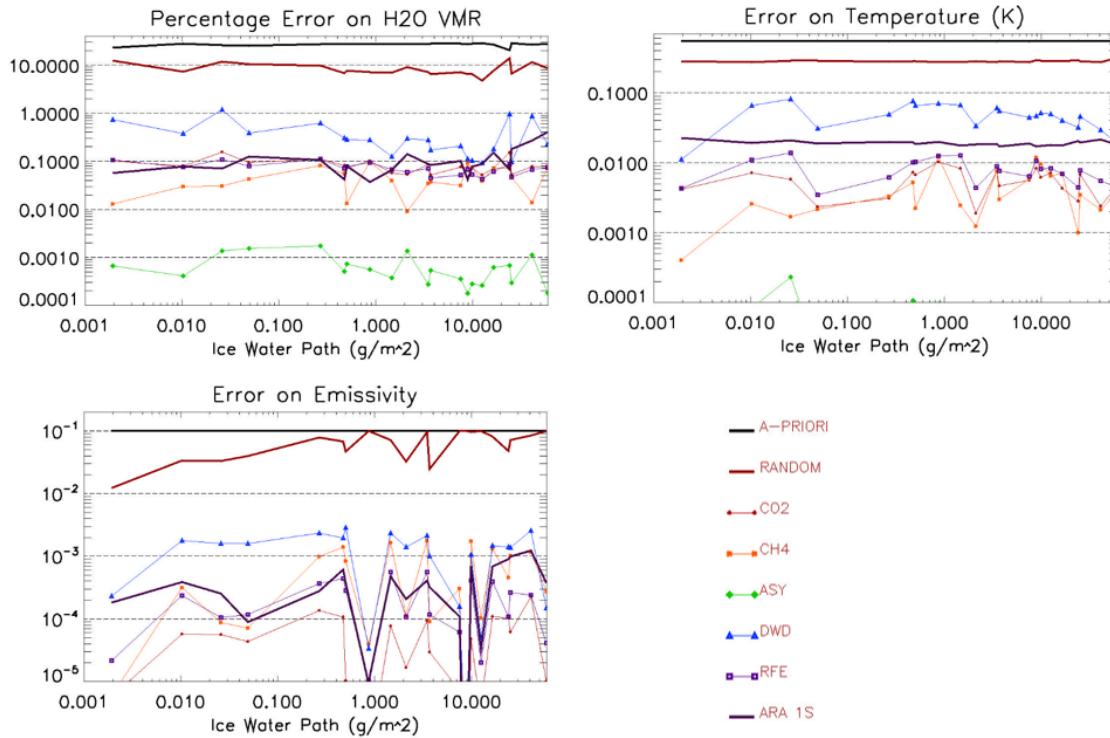 Percentage Error on H2O VMR
10.0000
1.0000
0.1000
0.0100
0.0010
0.0001
0.001 0.010 0.100 1.000 10.000
Ice Water Path (g/m^2)
Error on Temperature (K)
0.1000
0.0100
0.0010
0.0001
0.001 0.010 0.100 1.000 10.000
Ice Water Path (g/m^2)
Error on Emissivity
10^-1
10^-2
10^-3
10^-4
10^-5
0.001 0.010 0.100 1.000 10.000
Ice Water Path (g/m^2)
A-PRIORI
RANDOM
CO2
CH4
ASY
DWD
RFE
ARA 1S